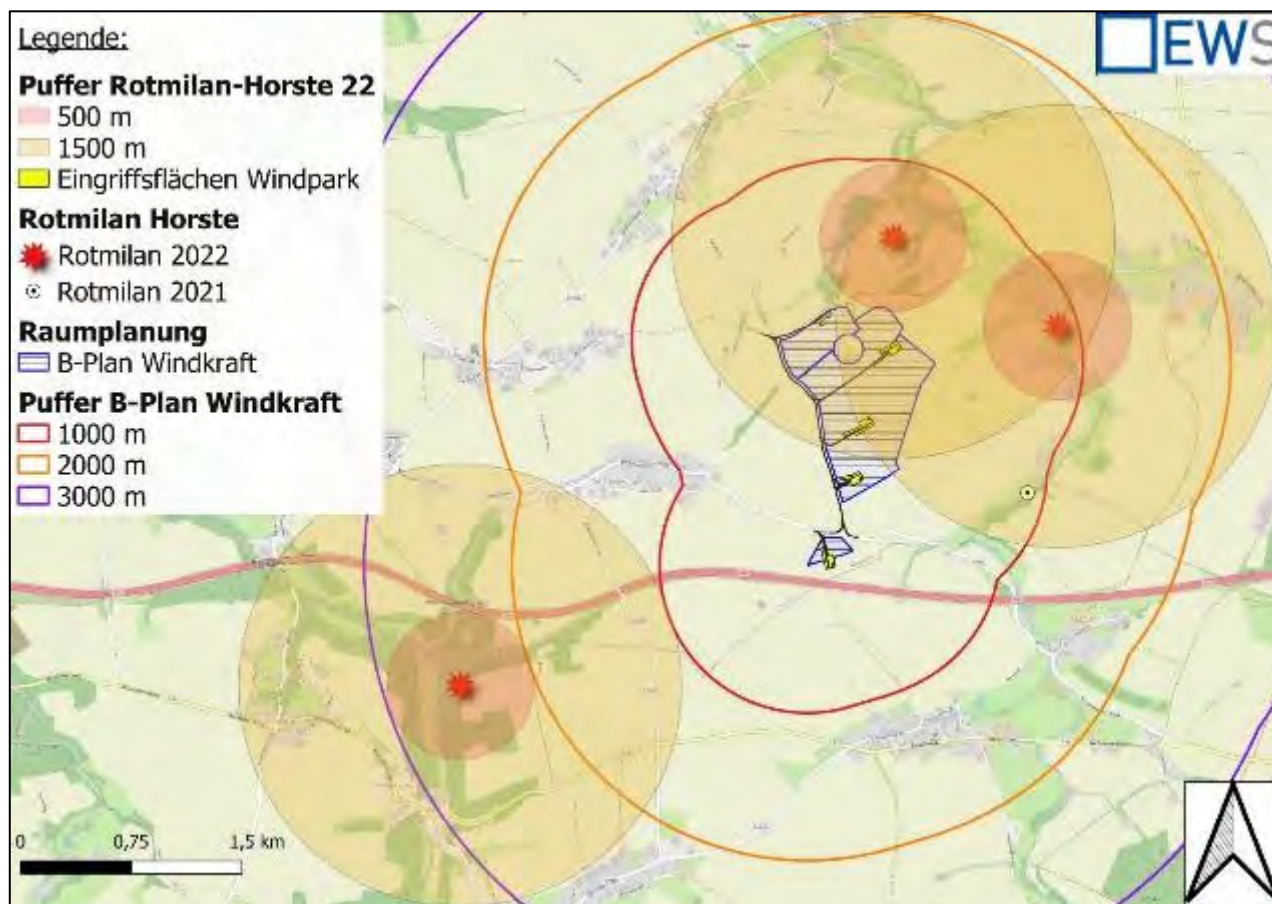 Legende:
EWS
Puffer Rotmilan-Horste 22
500 m
1500 m
Eingriffsflächen Windpark
Rotmilan Horste
Rotmilan 2022
Rotmilan 2021
Raumplanung
B-Plan Windkraft
Puffer B-Plan Windkraft
1000 m
2000 m
3000 m
0 0,75 1,5 km